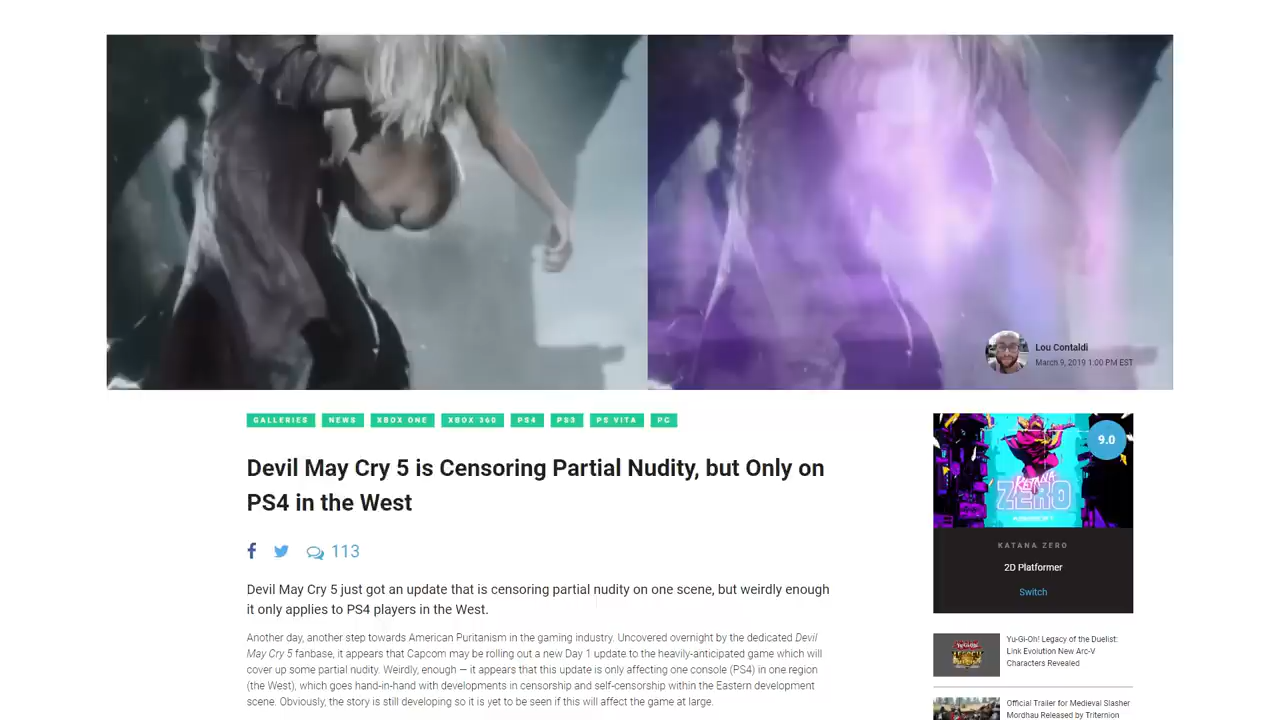 Lou Contaldi
March 9, 2019 1:00 PM EST
GALLERIES NEWS XBOX ONE XBOX 360 PS4 PS3 PS VITA PC
Devil May Cry 5 is Censoring Partial Nudity, but Only on
PS4 in the West
113
Devil May Cry 5 just got an update that is censoring partial nudity on one scene, but weirdly enough
it only applies to PS4 players in the West.
Another day, another step towards American Puritanism in the gaming industry. Uncovered overnight by the dedicated Devil
May Cry 5 fanbase, it appears that Capcom may be rolling out a new Day 1 update to the heavily-anticipated game which will
cover up some partial nudity. Weirdly, enough — it appears that this update is only affecting one console (PS4) in one region
(the West), which goes hand-in-hand with developments in censorship and self-censorship within the Eastern development
scene. Obviously, the story is still developing so it is yet to be seen if this will affect the game at large.
9.0
KATANA
ZERO
KATANA ZERO
2D Platformer
Switch
Yu-Gi-Oh! Legacy of the Duelist:
Link Evolution New Arc-V
Characters Revealed
Official Trailer for Medieval Slasher
Mordhau Released by Triternion